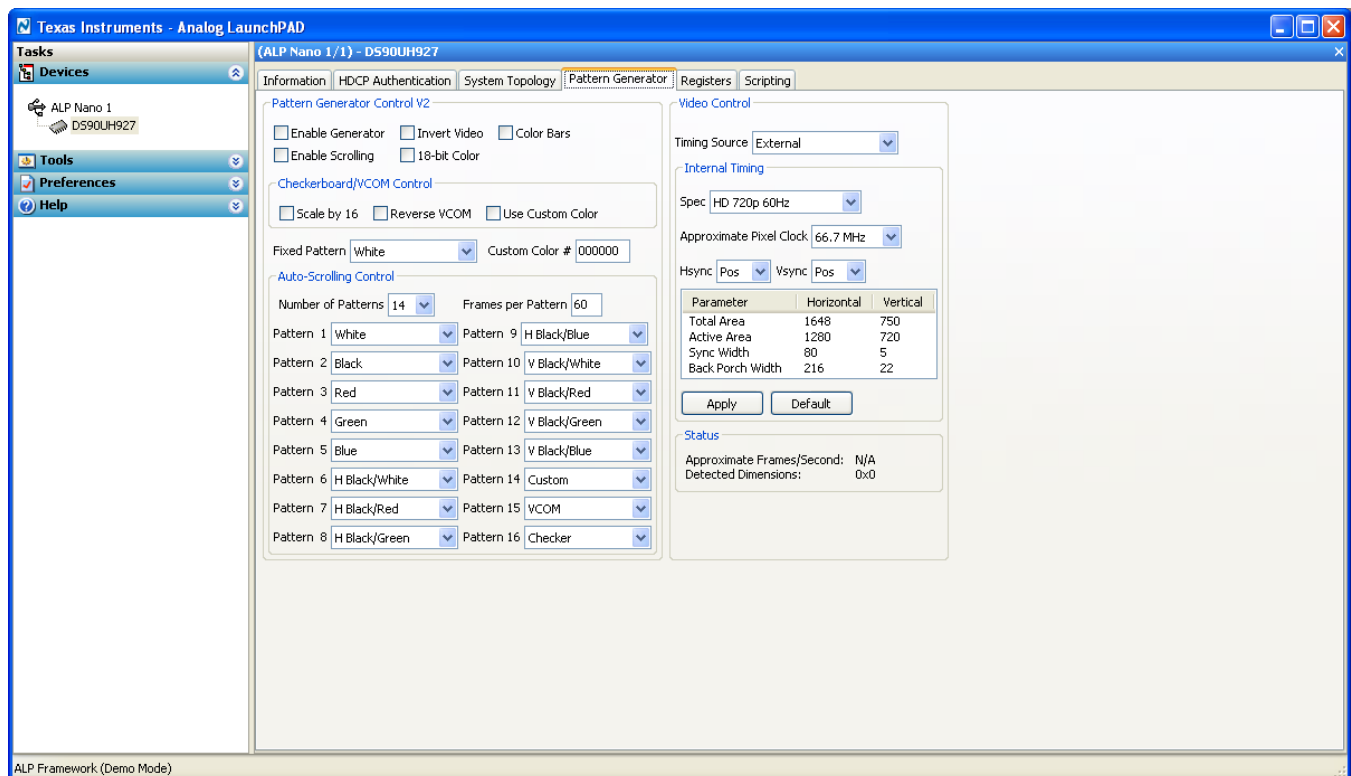 Texas Instruments - Analog LaunchPAD
Tasks
Devices
ALP Nano 1
DS90UH927
Tools
Preferences
Help
(ALP Nano 1/1) - DS90UH927
Information HDCP Authentication System Topology Pattern Generator Registers Scripting
Pattern Generator Control V2
Enable Generator Invert Video Color Bars
Enable Scrolling 18-bit Color
Checkerboard/VCOM Control
Scale by 16 Reverse VCOM Use Custom Color
Fixed Pattern White Custom Color # 000000
Auto-Scrolling Control
Number of Patterns 14 Frames per Pattern 60
Pattern 1 White Pattern 9 H Black/Blue
Pattern 2 Black Pattern 10 V Black/White
Pattern 3 Red Pattern 11 V Black/Red
Pattern 4 Green Pattern 12 V Black/Green
Pattern 5 Blue Pattern 13 V Black/Blue
Pattern 6 H Black/White Pattern 14 Custom
Pattern 7 H Black/Red Pattern 15 VCOM
Pattern 8 H Black/Green Pattern 16 Checker
Video Control
Timing Source External
Internal Timing
Spec HD 720p 60Hz
Approximate Pixel Clock 66.7 MHz
Hsync Pos Vsync Pos
Parameter Horizontal Vertical
Total Area 1648 750
Active Area 1280 720
Sync Width 80 5
Back Porch Width 216 22
Apply Default
Status
Approximate Frames/Second: N/A
Detected Dimensions: 0x0
ALP Framework (Demo Mode)